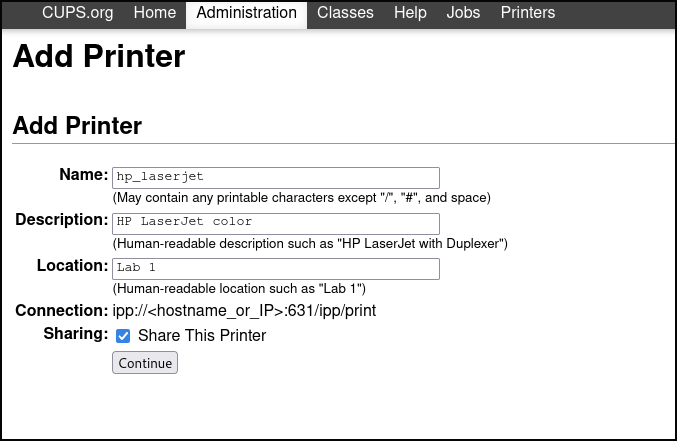 CUPS.org Home Administration Classes Help Jobs Printers
Add Printer
Add Printer
Name: hp_laserjet
(May contain any printable characters except "/", "#", and space)
Description: HP LaserJet color
(Human-readable description such as "HP LaserJet with Duplexer")
Location: Lab 1
(Human-readable location such as "Lab 1")
Connection: ipp://<hostname_or_IP>:631/ipp/print
Sharing: Share This Printer
Continue